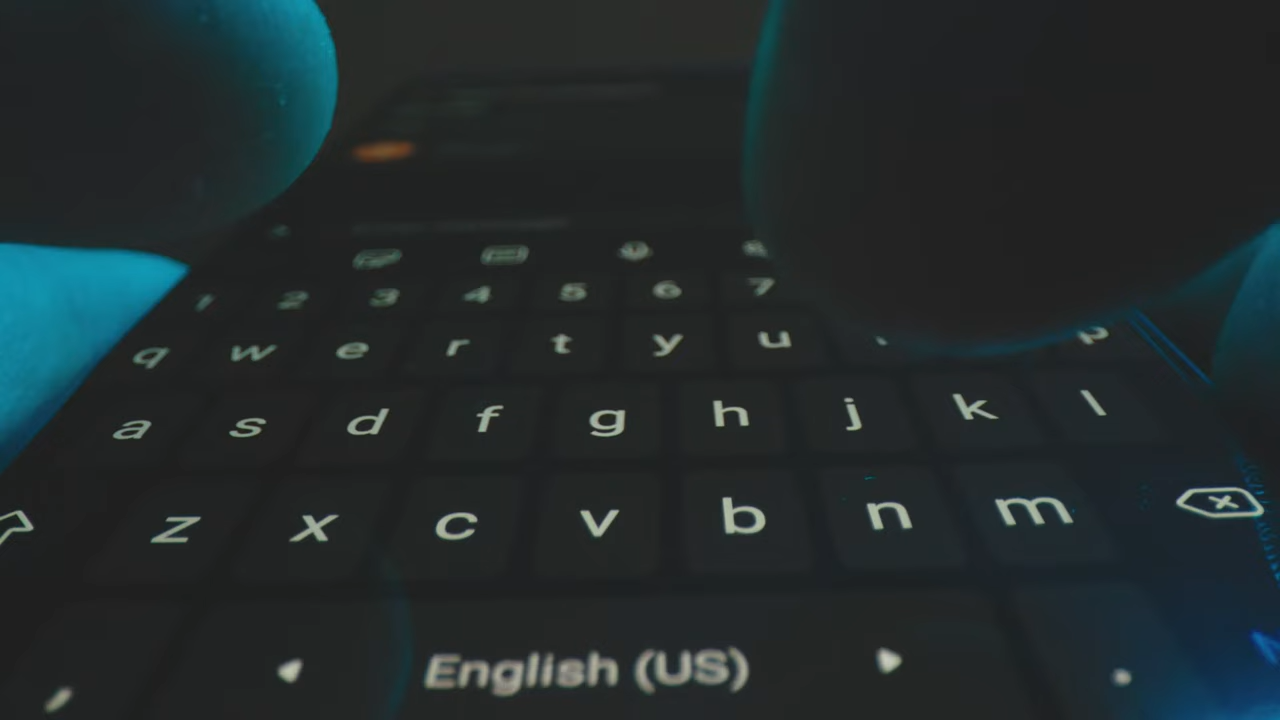 1 2 3 4 5 6 7
q w e r t y u p
a s d f g h j k l
z x c v b n m
, English (US) .